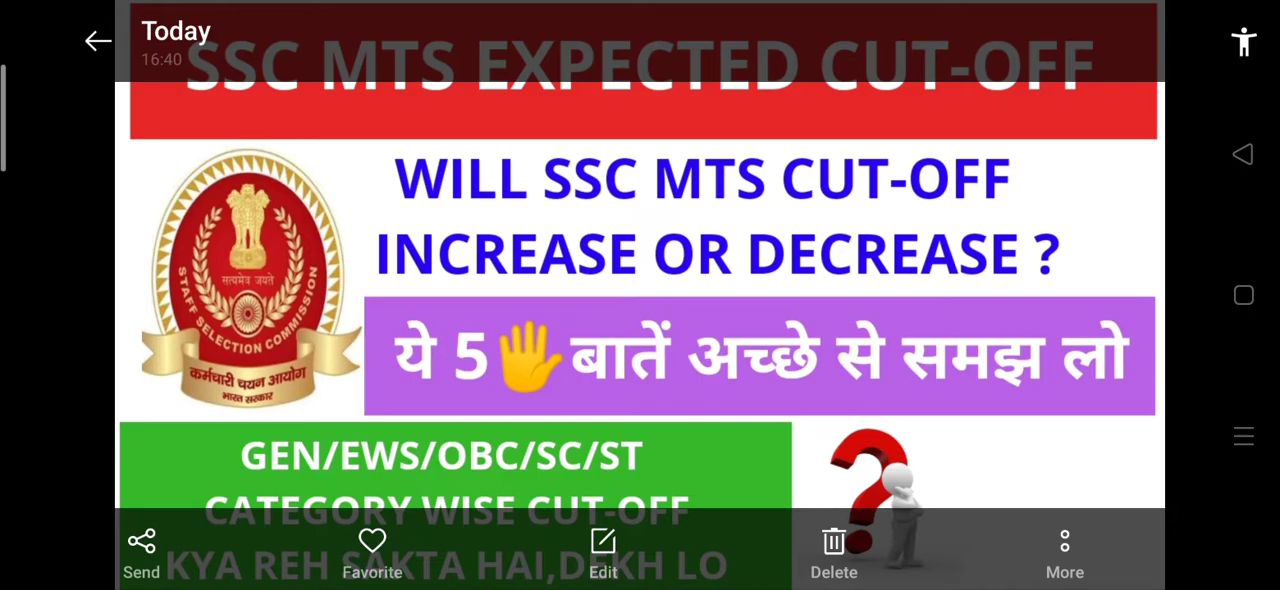 Today
16:40
SSC MTS EXPECTED CUT-OFF
WILL SSC MTS CUT-OFF
INCREASE OR DECREASE ?
सत्यमेव जयते
STAFF SELECTION COMMISSION
कर्मचारी चयन आयोग
भारत सरकार
ये 5🖐बातें अच्छे से समझ लो
GEN/EWS/OBC/SC/ST
CATEGORY WISE CUT-OFF
KYA REH SAKTA HAI,DEKH LO
Send
Favorite
Edit
Delete
More